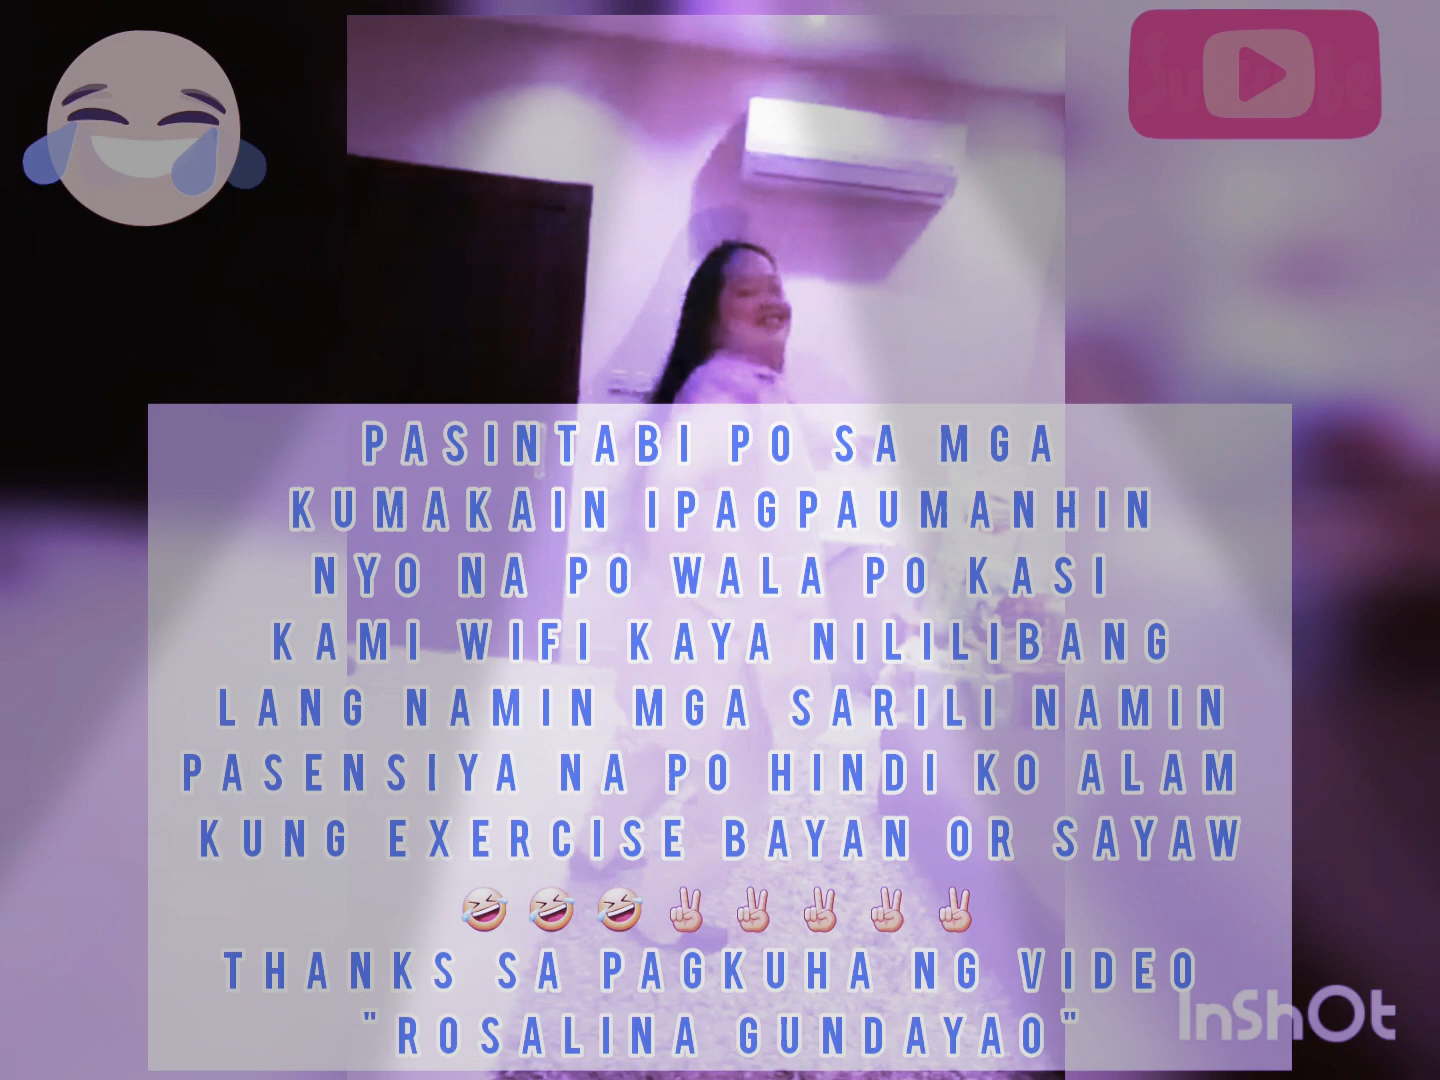 Subscribe
PASINTABI PO SA MGA
KUMAKAIN IPAGPAUMANHIN
NYO NA PO WALA PO KASI
KAMI WIFI KAYA NILILIBANG
LANG NAMIN MGA SARILI NAMIN
PASENSIYA NA PO HINDI KO ALAM
KUNG EXERCISE BAYAN OR SAYAW
🤣🤣🤣✌✌✌✌✌
THANKS SA PAGKUHA NG VIDEO
"ROSALINA GUNDAYAO"
InShOt